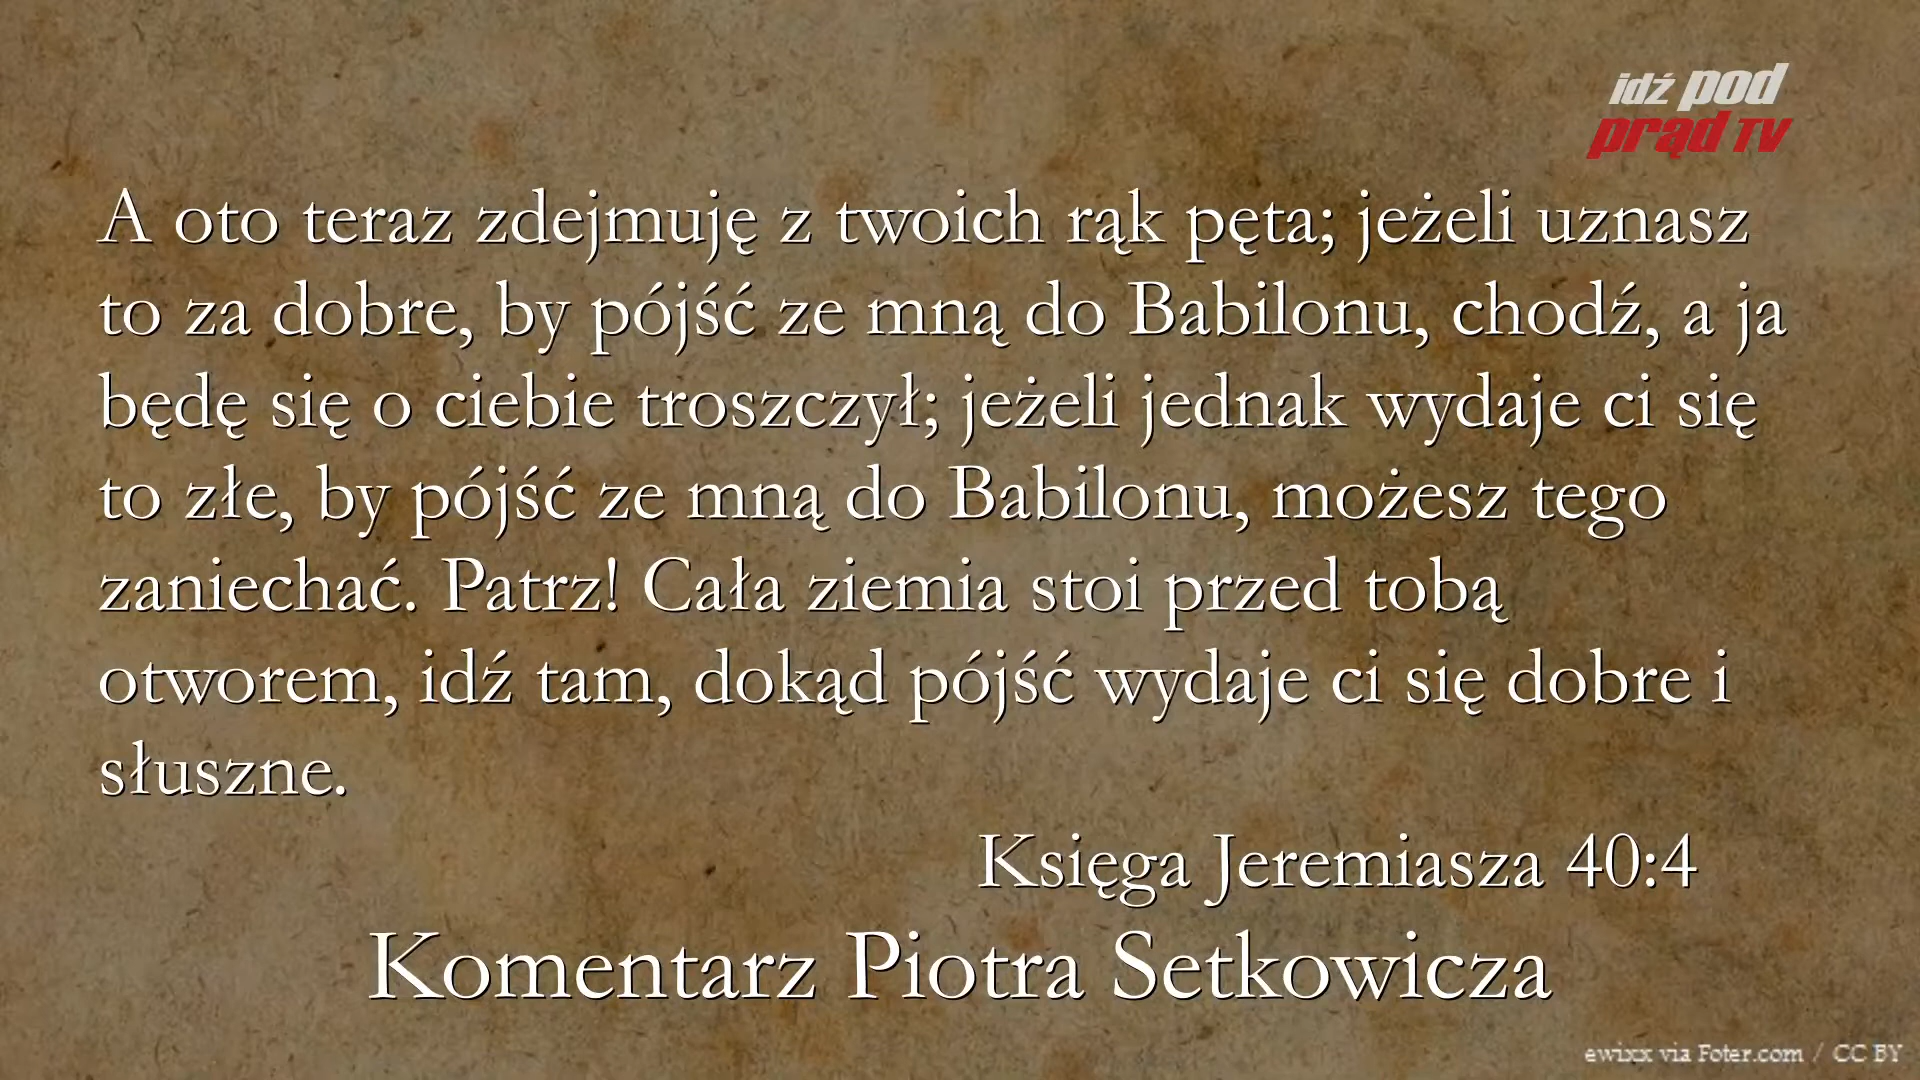 idź pod
prąd TV
A oto teraz zdejmuję z twoich rąk pęta; jeżeli uznasz
to za dobre, by pójść ze mną do Babilonu, chodź, a ja
będę się o ciebie troszczył; jeżeli jednak wydaje ci się
to złe, by pójść ze mną do Babilonu, możesz tego
zaniechać. Patrz! Cała ziemia stoi przed tobą
otworem, idź tam, dokąd pójść wydaje ci się dobre i
słuszne.
Księga Jeremiasza 40:4
Komentarz Piotra Setkowicza
ewixx via Foter.com / CC BY